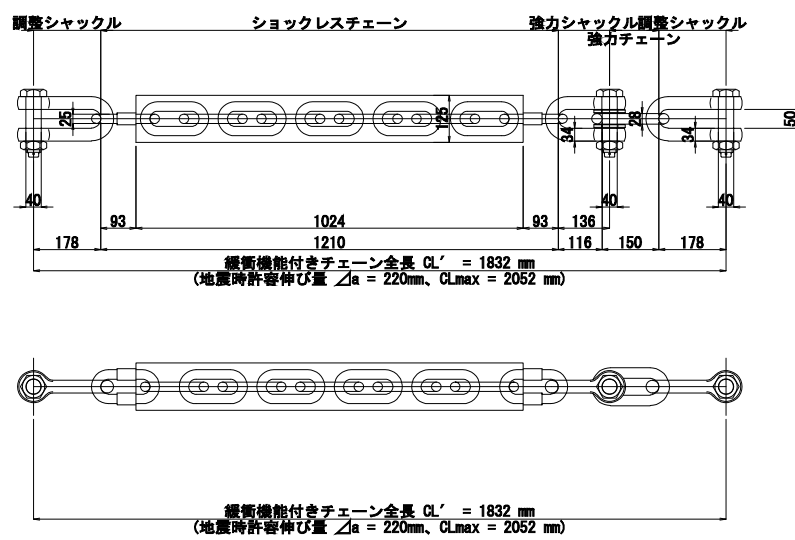 調整シャックル ショックレスチェーン 強力シャックル 調整シャックル
強力チェーン
25 125 34 28 34 50
40 40 40
93 1024 93 136
178 1210 116 150 178
緩衝機能付きチェーン全長 CL′ = 1832 mm
(地震時許容伸び量 ⊿a = 220mm、CLmax = 2052 mm)
緩衝機能付きチェーン全長 CL′ = 1832 mm
(地震時許容伸び量 ⊿a = 220mm、CLmax = 2052 mm)